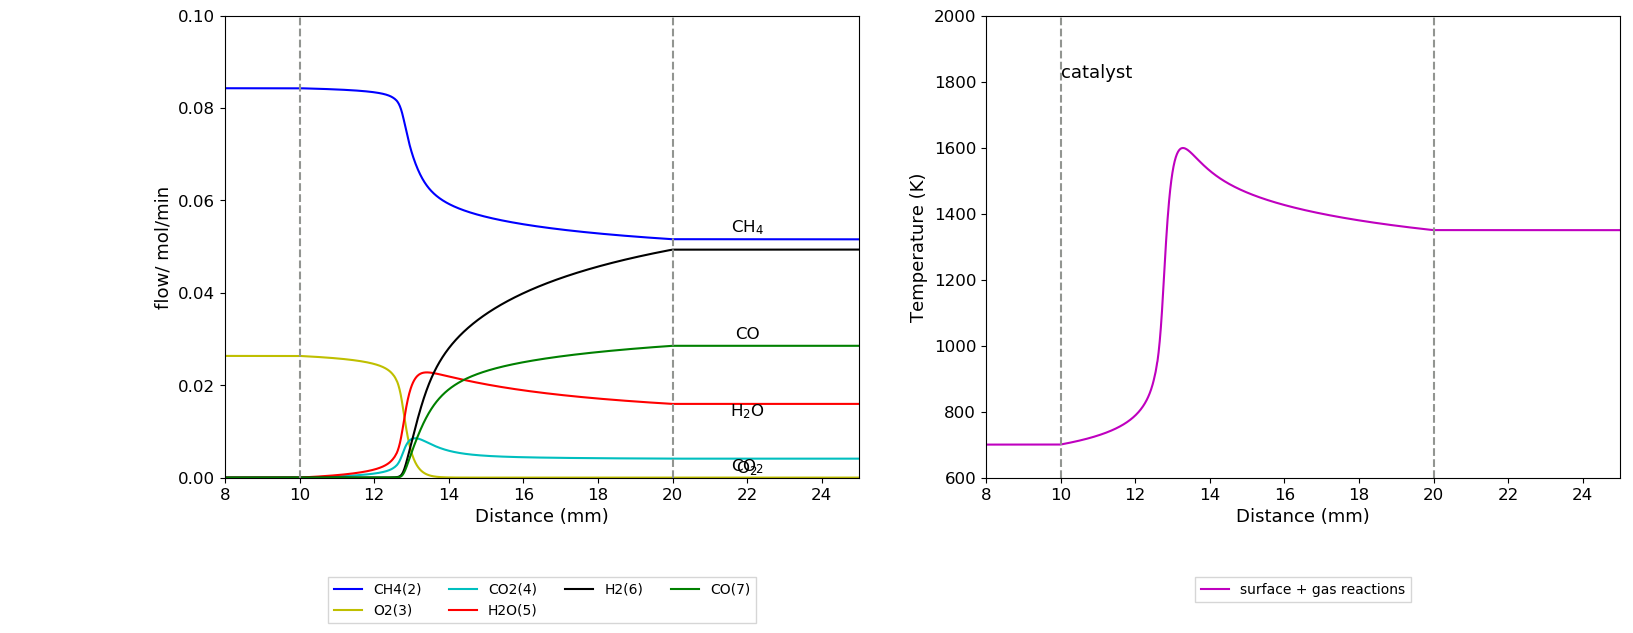 0.10
0.08
0.06
0.04
0.02
0.00
flow/ mol/min
CH₄
CO
H₂O
CO₂
O₂
8 10 12 14 16 18 20 22 24
Distance (mm)
CH4(2) CO2(4) H2(6) CO(7)
O2(3) H2O(5)
2000
1800
1600
1400
1200
1000
800
600
Temperature (K)
catalyst
8 10 12 14 16 18 20 22 24
Distance (mm)
surface + gas reactions